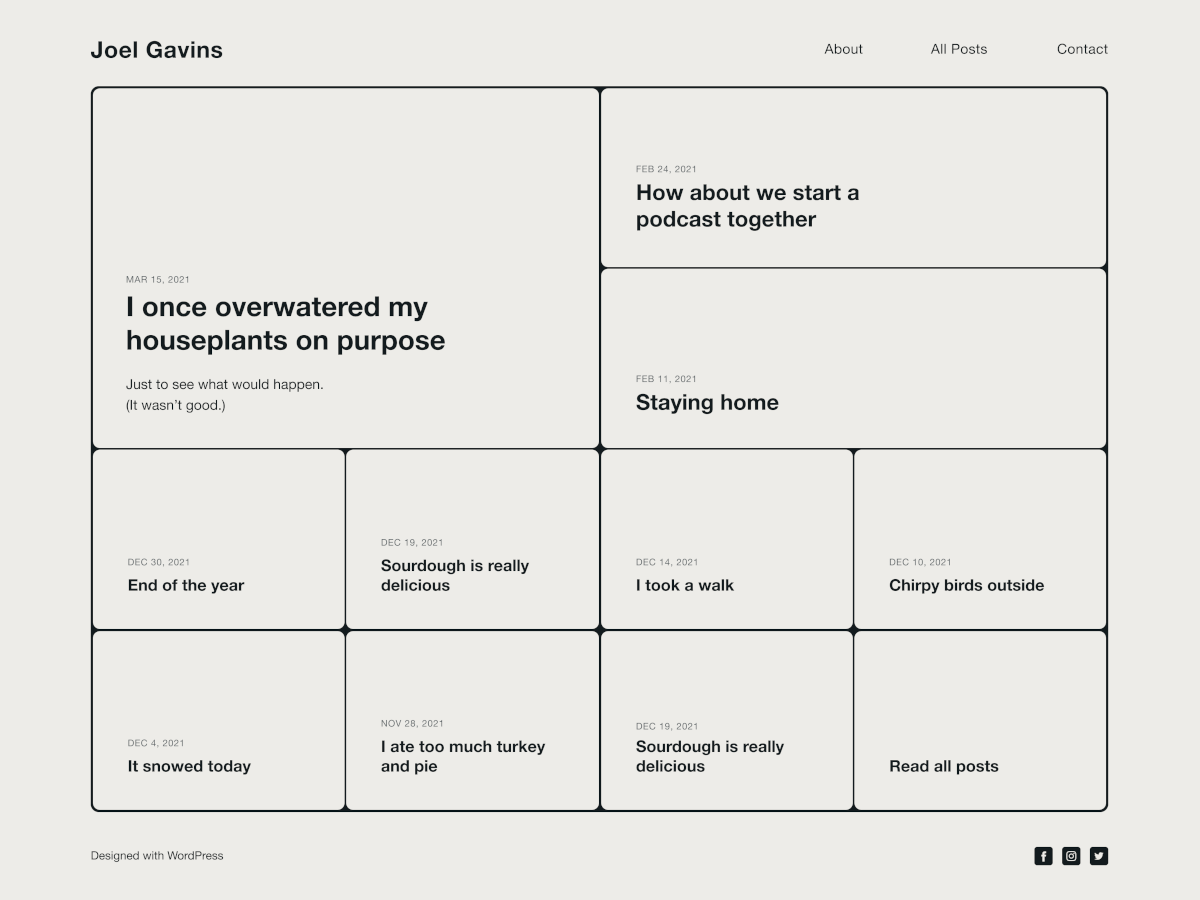 Joel Gavins
About
All Posts
Contact
MAR 15, 2021
I once overwatered my
houseplants on purpose
Just to see what would happen.
(It wasn’t good.)
FEB 24, 2021
How about we start a
podcast together
FEB 11, 2021
Staying home
DEC 30, 2021
End of the year
DEC 19, 2021
Sourdough is really
delicious
DEC 14, 2021
I took a walk
DEC 10, 2021
Chirpy birds outside
DEC 4, 2021
It snowed today
NOV 28, 2021
I ate too much turkey
and pie
DEC 19, 2021
Sourdough is really
delicious
Read all posts
Designed with WordPress